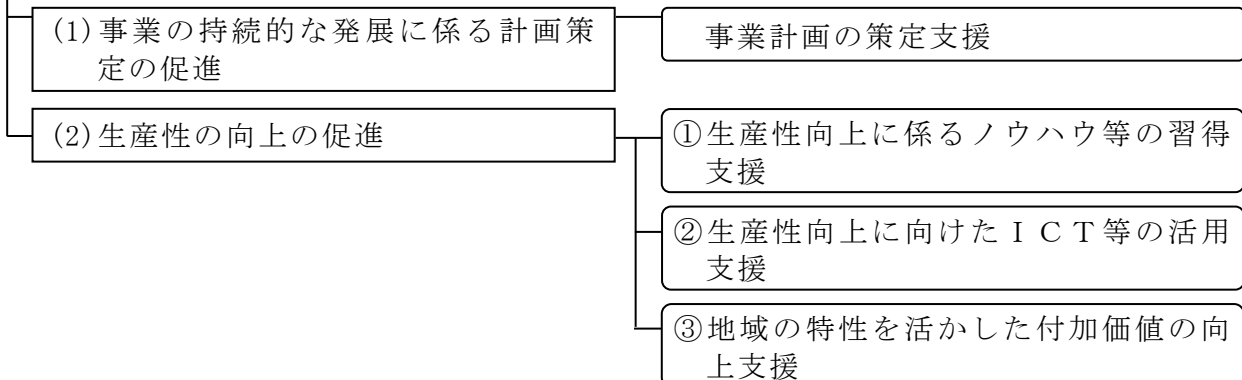 (1)事業の持続的な発展に係る計画策
定の促進
事業計画の策定支援
(2)生産性の向上の促進
①生産性向上に係るノウハウ等の習得
支援
②生産性向上に向けたＩＣＴ等の活用
支援
③地域の特性を活かした付加価値の向
上支援